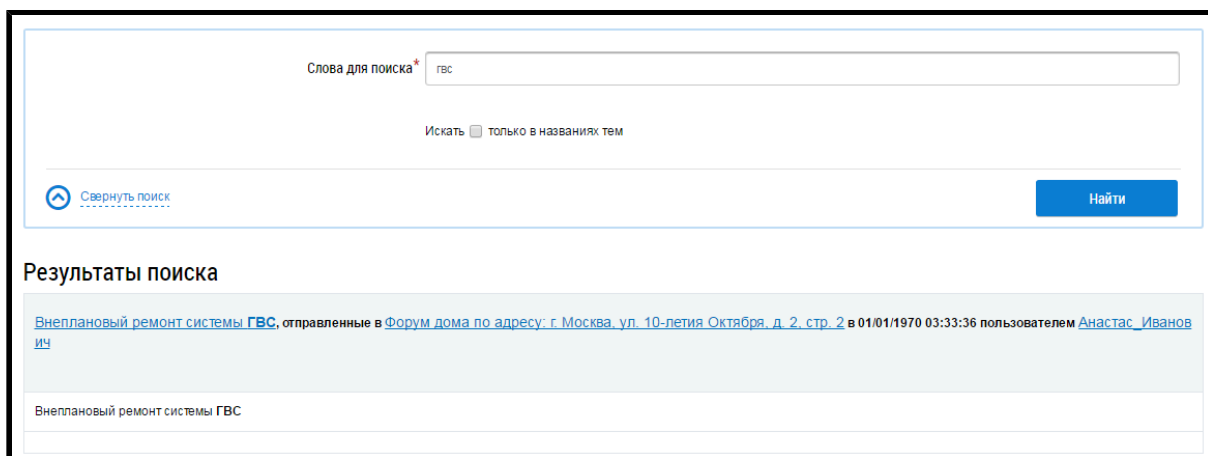 Слова для поиска*
гвс
Искать только в названиях тем
Свернуть поиск
Найти
Результаты поиска
Внеплановый ремонт системы ГВС, отправленные в Форум дома по адресу: г. Москва, ул. 10-летия Октября, д. 2, стр. 2 в 01/01/1970 03:33:36 пользователем Анастас_Иванов
ич
Внеплановый ремонт системы ГВС